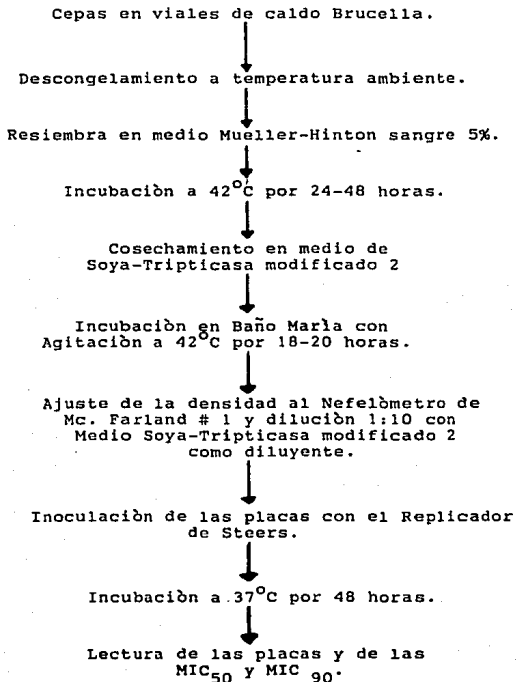 Cepas en viales de caldo Brucella.
Descongelamiento a temperatura ambiente.
Resiembra en medio Mueller-Hinton sangre 5%.
Incubaciòn a 42°C por 24-48 horas.
Cosechamiento en medio de
Soya-Tripticasa modificado 2
Incubaciòn en Baño Marìa con
Agitaciòn a 42°C por 18-20 horas.
Ajuste de la densidad al Nefelòmetro de
Mc. Farland # 1 y diluciòn 1:10 con
Medio Soya-Tripticasa modificado 2
como diluyente.
Inoculaciòn de las placas con el Replicador
de Steers.
Incubaciòn a 37°C por 48 horas.
Lectura de las placas y de las
MIC50 y MIC 90.